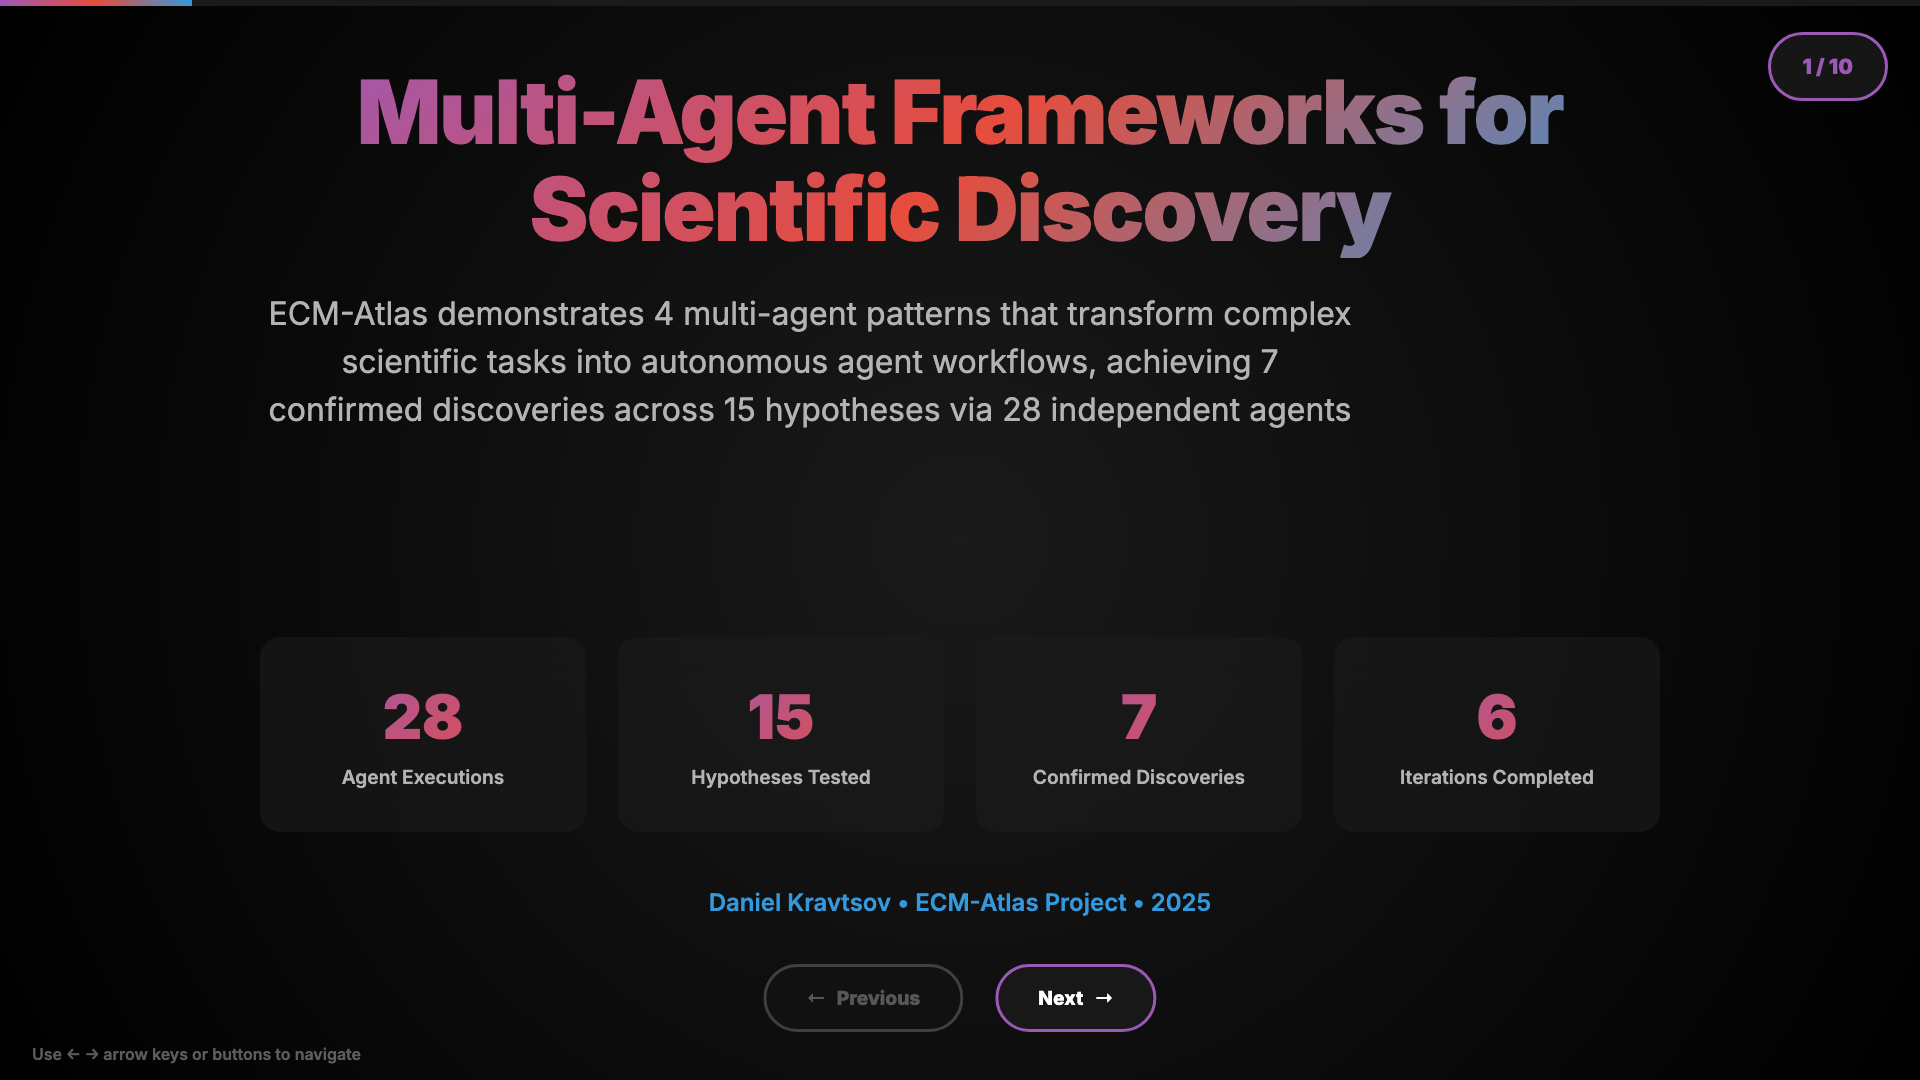 1 / 10
Multi-Agent Frameworks for
Scientific Discovery
ECM-Atlas demonstrates 4 multi-agent patterns that transform complex
scientific tasks into autonomous agent workflows, achieving 7
confirmed discoveries across 15 hypotheses via 28 independent agents
28
Agent Executions
15
Hypotheses Tested
7
Confirmed Discoveries
6
Iterations Completed
Daniel Kravtsov • ECM-Atlas Project • 2025
← Previous
Next →
Use ← → arrow keys or buttons to navigate